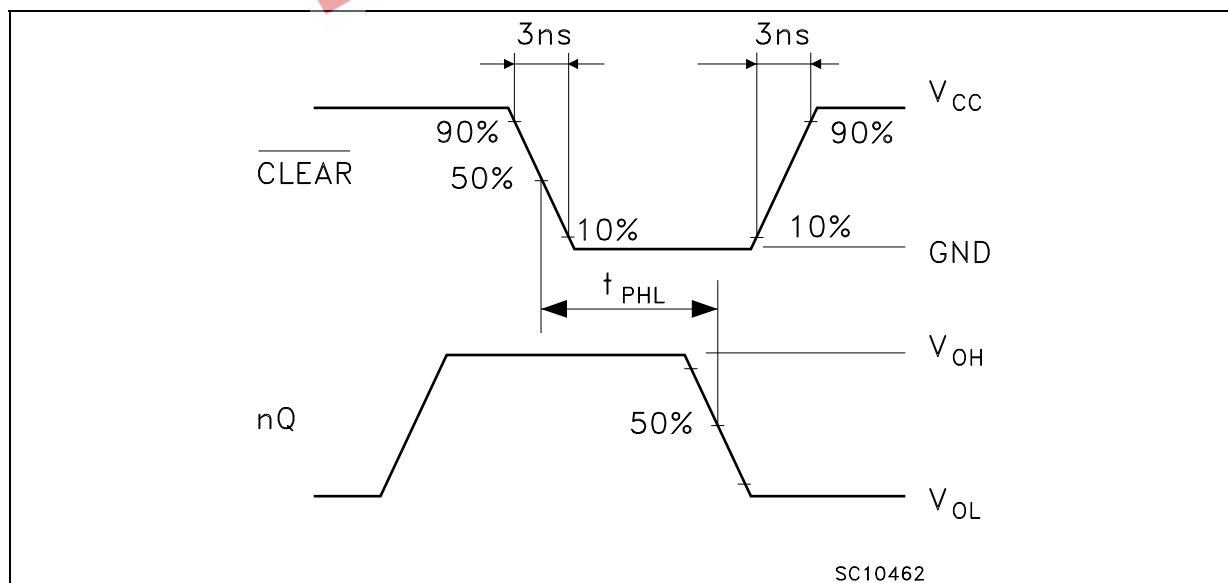 3ns 3ns
V_CC
90% 90%
CLEAR
50%
10% 10%
GND
t_PHL
V_OH
nQ
50%
V_OL
SC10462